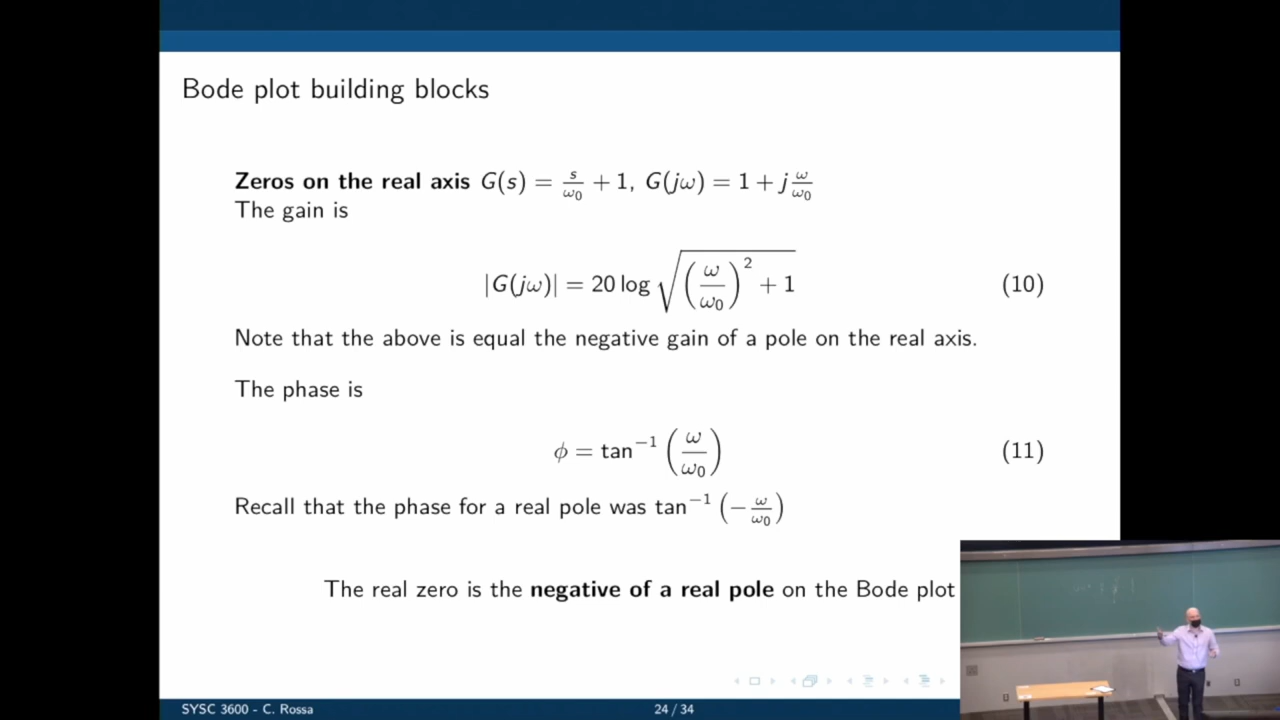 Bode plot building blocks
Zeros on the real axis G(s) = s/ω₀ + 1, G(jω) = 1 + j ω/ω₀
The gain is
|G(jω)| = 20 log √((ω/ω₀)² + 1) (10)
Note that the above is equal the negative gain of a pole on the real axis.
The phase is
ϕ = tan⁻¹ (ω/ω₀) (11)
Recall that the phase for a real pole was tan⁻¹ (−ω/ω₀)
The real zero is the negative of a real pole on the Bode plot
SYSC 3600 - C. Rossa 24 / 34